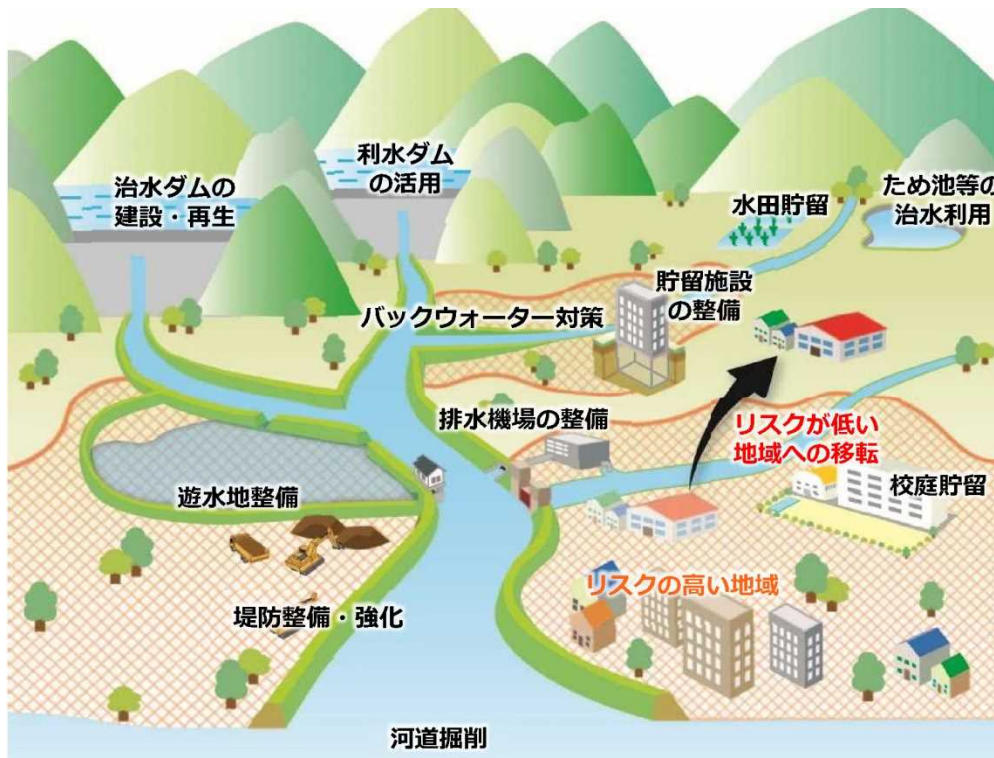 利水ダム
の活用
治水ダムの
建設・再生
ため池等の
治水利用
水田貯留
貯留施設
の整備
バックウォーター対策
排水機場の整備
リスクが低い
地域への移転
校庭貯留
遊水地整備
リスクの高い地域
堤防整備・強化
河道掘削